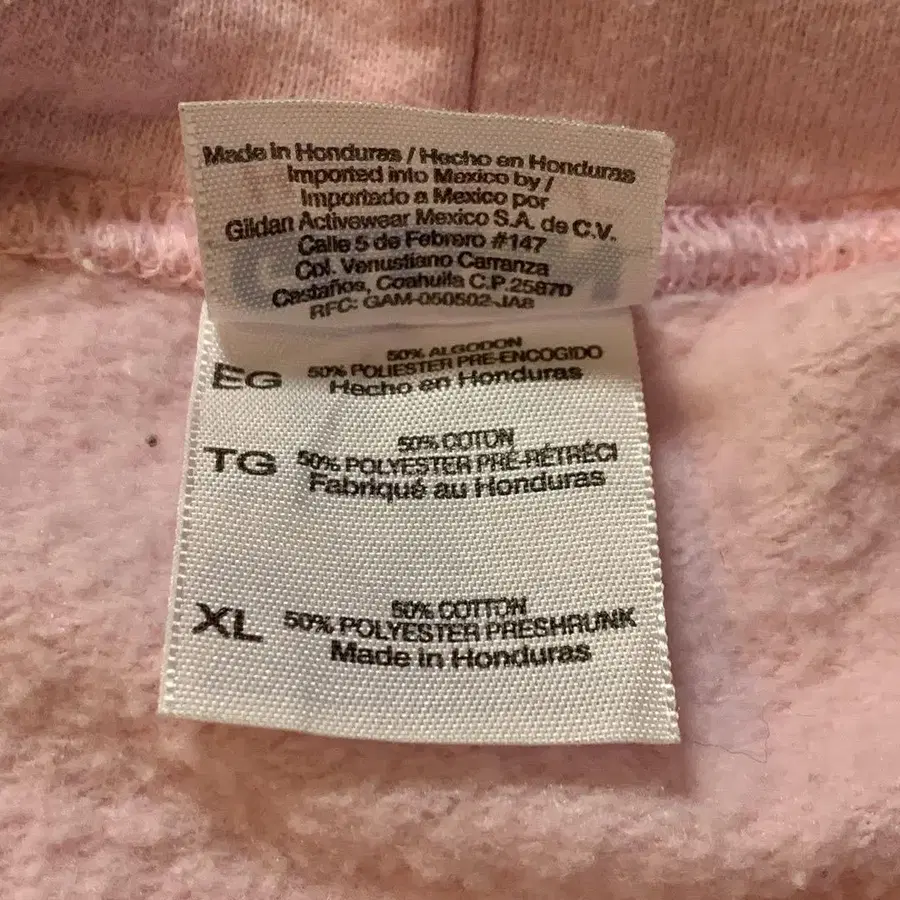 Made in Honduras / Hecho en Honduras
Imported into Mexico by /
Importado a Mexico por
Gildan Activewear Mexico S.A. de C.V.
Calle 5 de Febrero #147
Col. Venustiano Carranza
Castaños, Coahuila C.P. 25870
RFC: GAM-050502-JA8
50% ALGODON
EG 50% POLIESTER PRE-ENCOGIDO
Hecho en Honduras
50% COTON
TG 50% POLYESTER PRÉ-RÉTRÉCI
Fabriqué au Honduras
50% COTTON
XL 50% POLYESTER PRESHRUNK
Made in Honduras